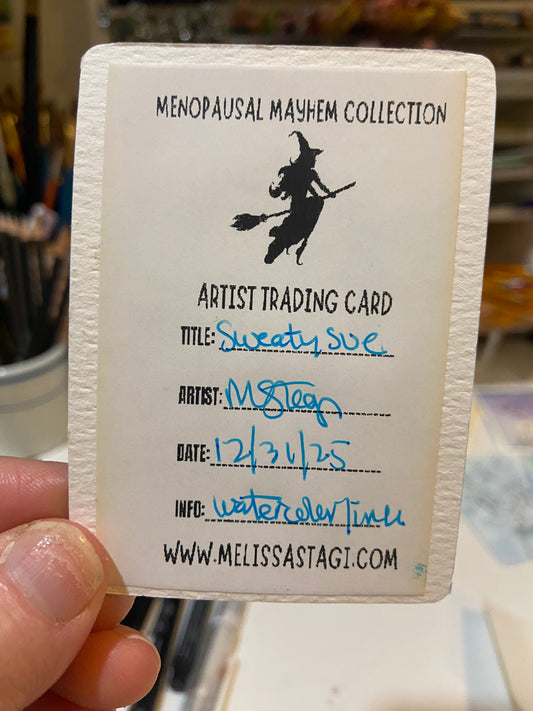 MENOPAUSAL MAYHEM COLLECTION
ARTIST TRADING CARD
TITLE: Sweaty Sue
ARTIST:
DATE: 12/31/25
INFO: watercolor/ink
WWW.MELISSASTAGI.COM